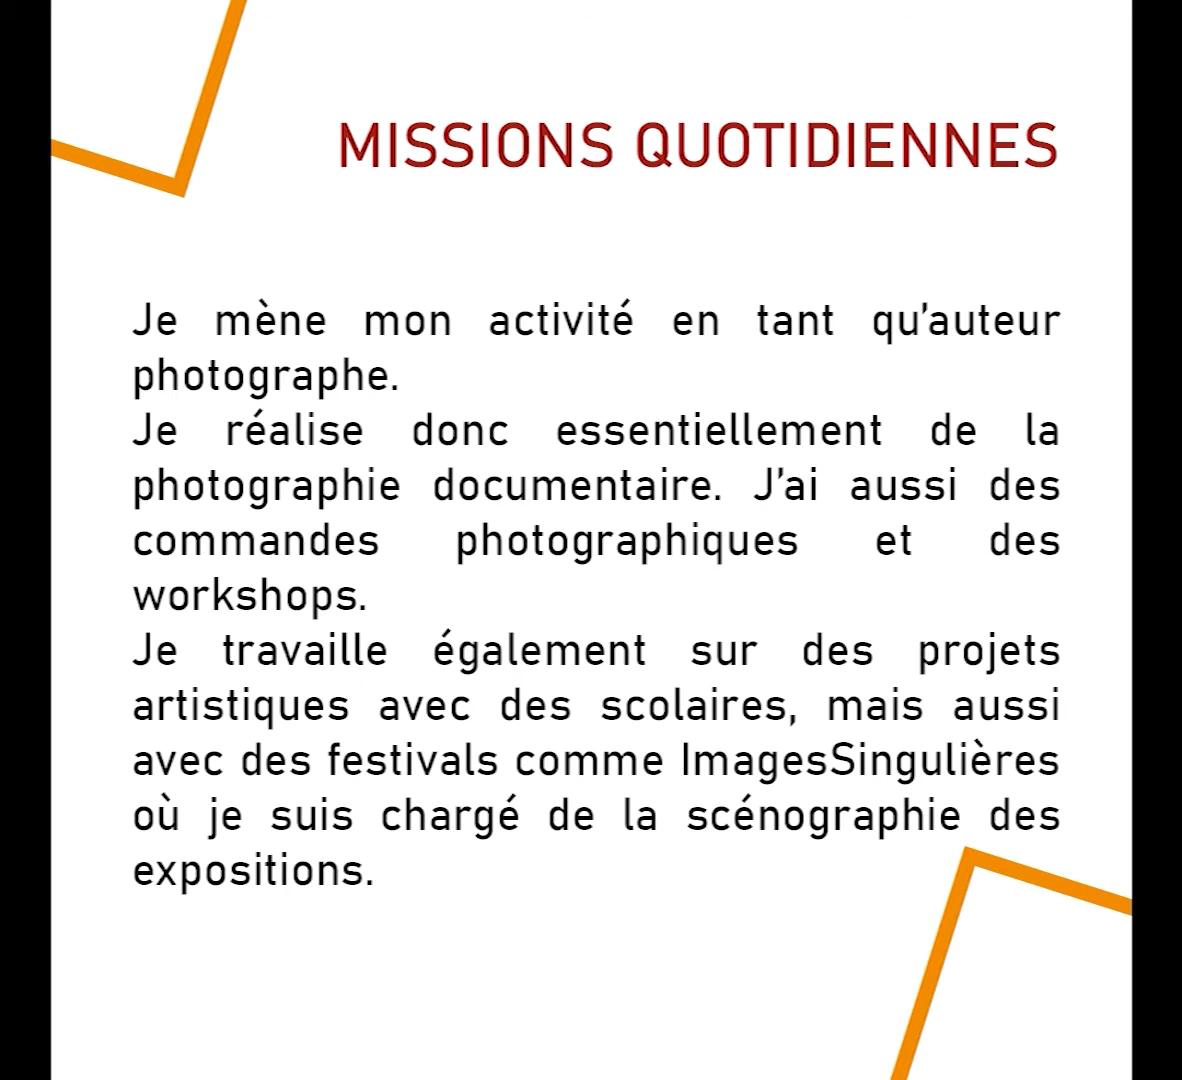 MISSIONS QUOTIDIENNES
Je mène mon activité en tant qu’auteur
photographe.
Je réalise donc essentiellement de la
photographie documentaire. J’ai aussi des
commandes photographiques et des
workshops.
Je travaille également sur des projets
artistiques avec des scolaires, mais aussi
avec des festivals comme ImagesSingulières
où je suis chargé de la scénographie des
expositions.